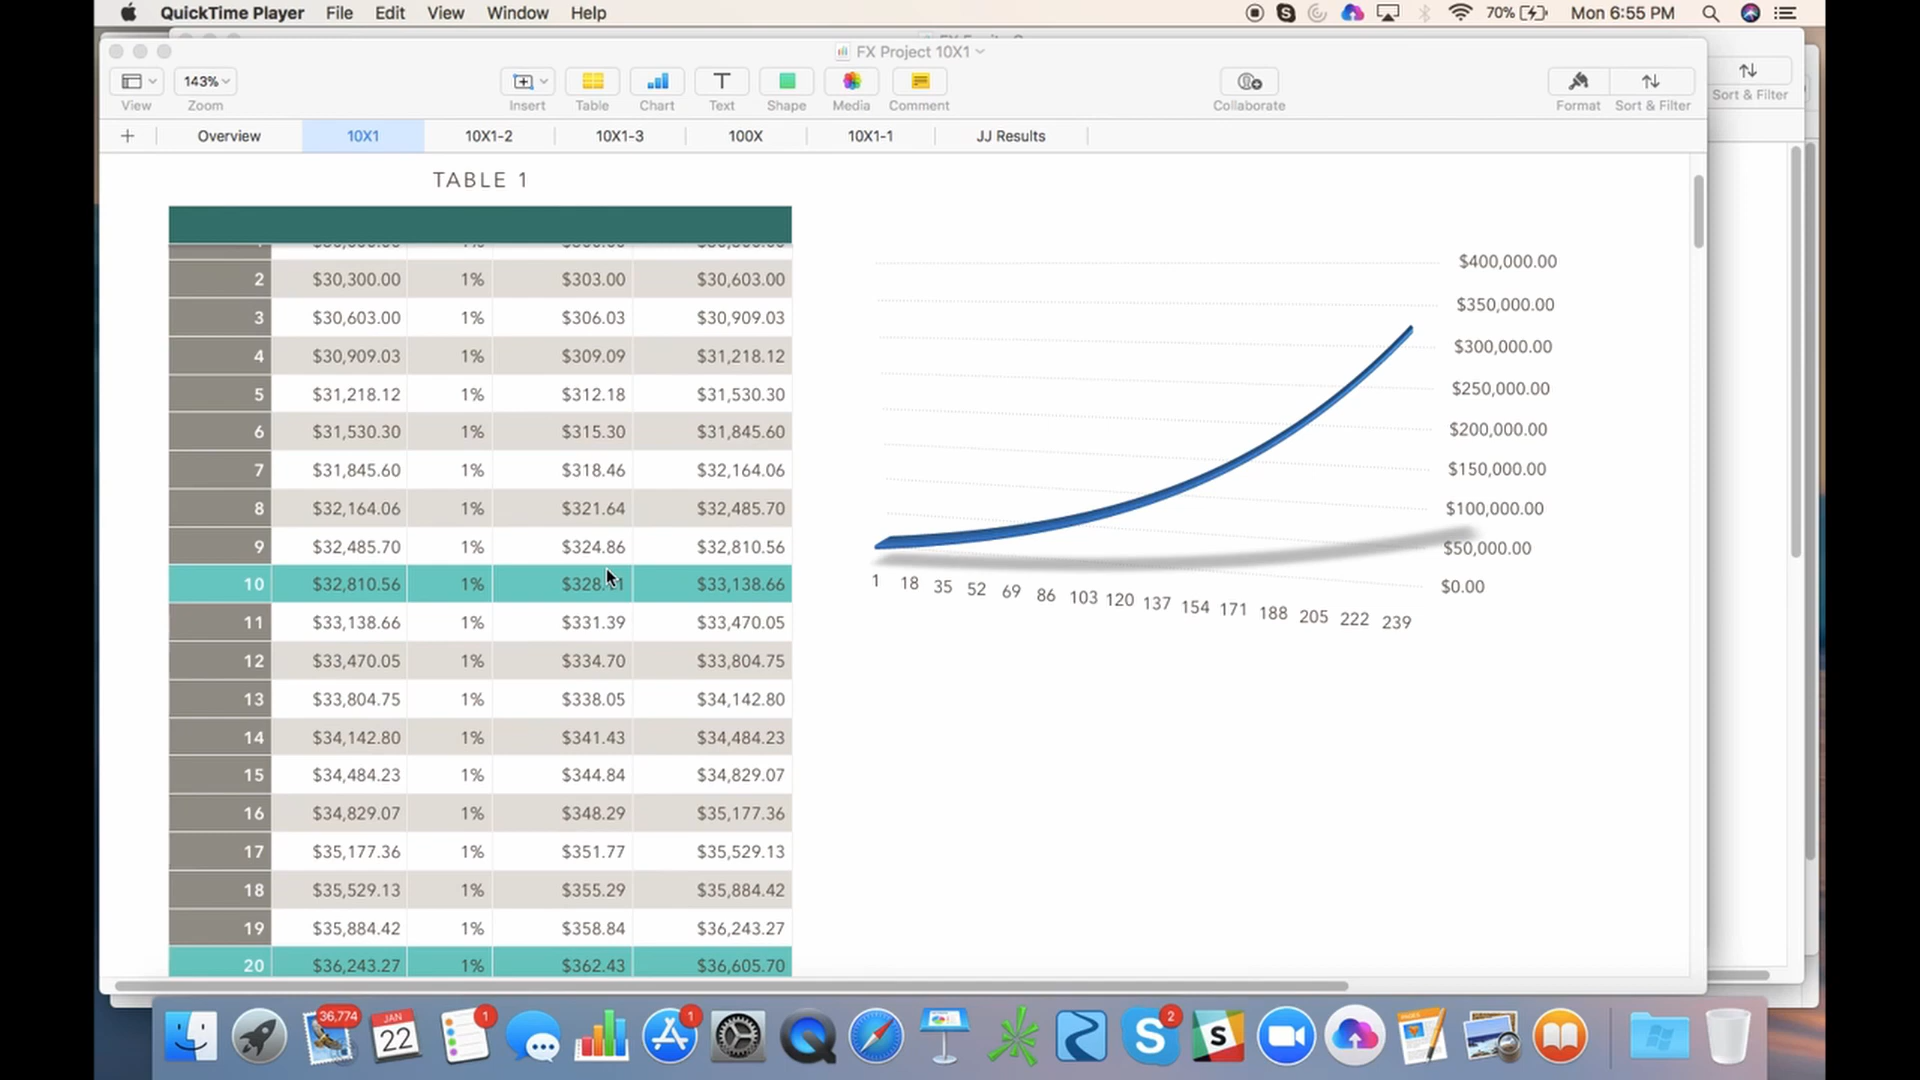 QuickTime Player File Edit View Window Help 70% Mon 6:55 PM
FX Project 10X1
143%
View Zoom Insert Table Chart Text Shape Media Comment Collaborate Format Sort & Filter Sort & Filter
Overview 10X1 10X1-2 10X1-3 100X 10X1-1 JJ Results
TABLE 1
2 $30,300.00 1% $303.00 $30,603.00
3 $30,603.00 1% $306.03 $30,909.03
4 $30,909.03 1% $309.09 $31,218.12
5 $31,218.12 1% $312.18 $31,530.30
6 $31,530.30 1% $315.30 $31,845.60
7 $31,845.60 1% $318.46 $32,164.06
8 $32,164.06 1% $321.64 $32,485.70
9 $32,485.70 1% $324.86 $32,810.56
10 $32,810.56 1% $33,138.66
11 $33,138.66 1% $331.39 $33,470.05
12 $33,470.05 1% $334.70 $33,804.75
13 $33,804.75 1% $338.05 $34,142.80
14 $34,142.80 1% $341.43 $34,484.23
15 $34,484.23 1% $344.84 $34,829.07
16 $34,829.07 1% $348.29 $35,177.36
17 $35,177.36 1% $351.77 $35,529.13
18 $35,529.13 1% $355.29 $35,884.42
19 $35,884.42 1% $358.84 $36,243.27
20 $36,243.27 1% $362.43 $36,605.70
$400,000.00
$350,000.00
$300,000.00
$250,000.00
$200,000.00
$150,000.00
$100,000.00
$50,000.00
$0.00
1 18 35 52 69 86 103 120 137 154 171 188 205 222 239
36,774
JAN
22
1
1
2
S
S
PAGES